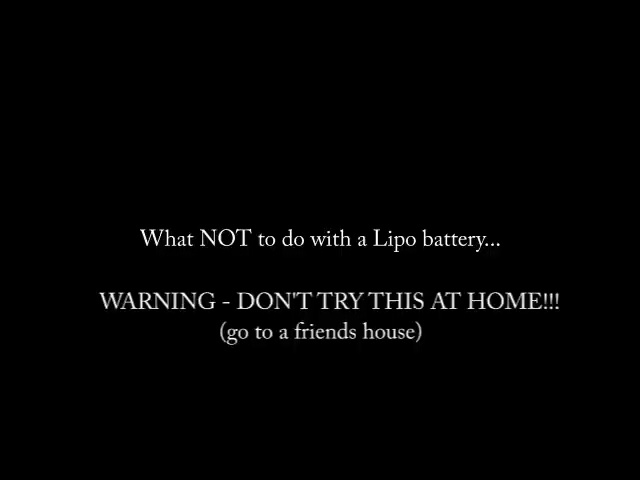 What NOT to do with a Lipo battery...
WARNING - DON'T TRY THIS AT HOME!!!
(go to a friends house)